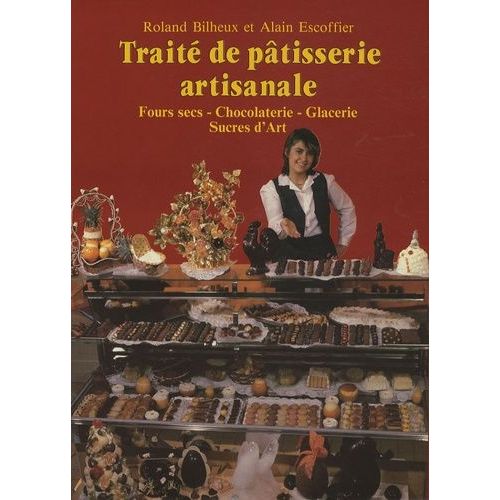 Roland Bilheux et Alain Escoffier
Traité de pâtisserie
artisanale
Fours secs - Chocolaterie - Glacerie
Sucres d'Art